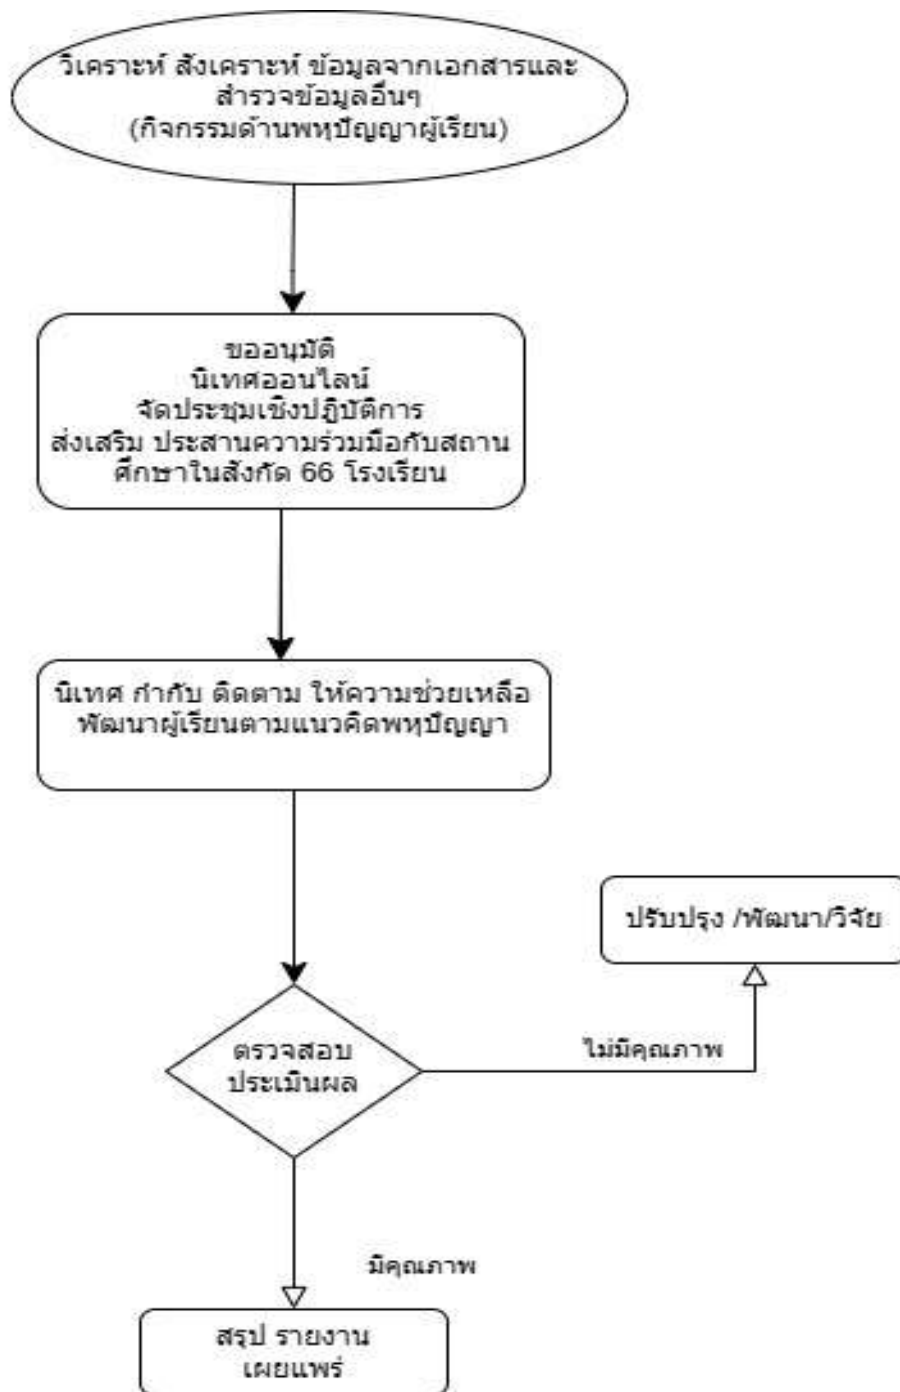 วิเคราะห์ สังเคราะห์ ข้อมูลจากเอกสารและ
สำรวจข้อมูลอื่นๆ
(กิจกรรมด้านพหุปัญญาผู้เรียน)
ขออนุมัติ
นิเทศออนไลน์
จัดประชุมเชิงปฏิบัติการ
ส่งเสริม ประสานความร่วมมือกับสถาน
ศึกษาในสังกัด 66 โรงเรียน
นิเทศ กำกับ ติดตาม ให้ความช่วยเหลือ
พัฒนาผู้เรียนตามแนวคิดพหุปัญญา
ปรับปรุง /พัฒนา/วิจัย
ตรวจสอบ
ประเมินผล
ไม่มีคุณภาพ
มีคุณภาพ
สรุป รายงาน
เผยแพร่